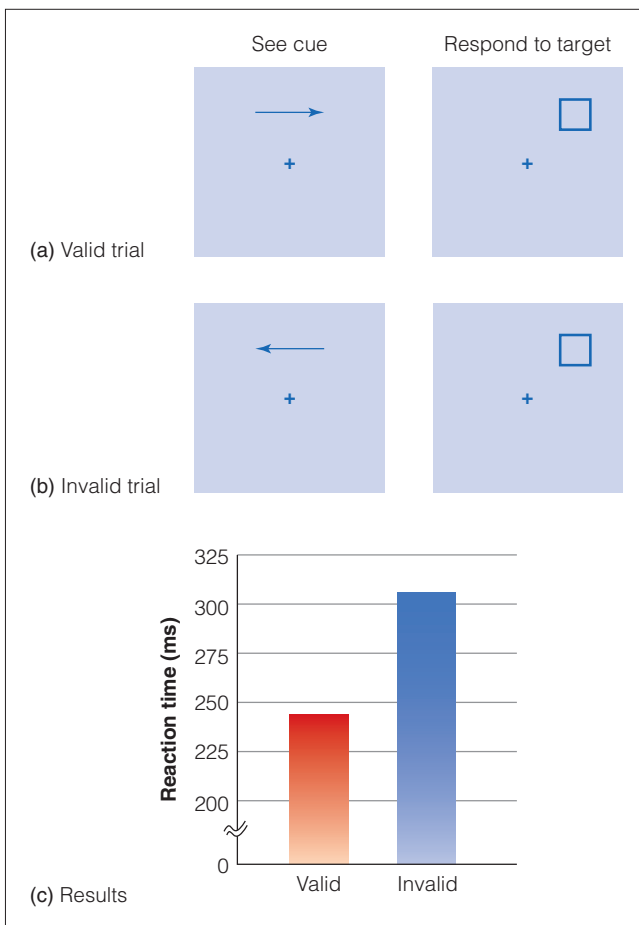 See cue
Respond to target
+
+
(a) Valid trial
+
+
(b) Invalid trial
Reaction time (ms)
325
300
275
250
225
200
0
Valid
Invalid
(c) Results